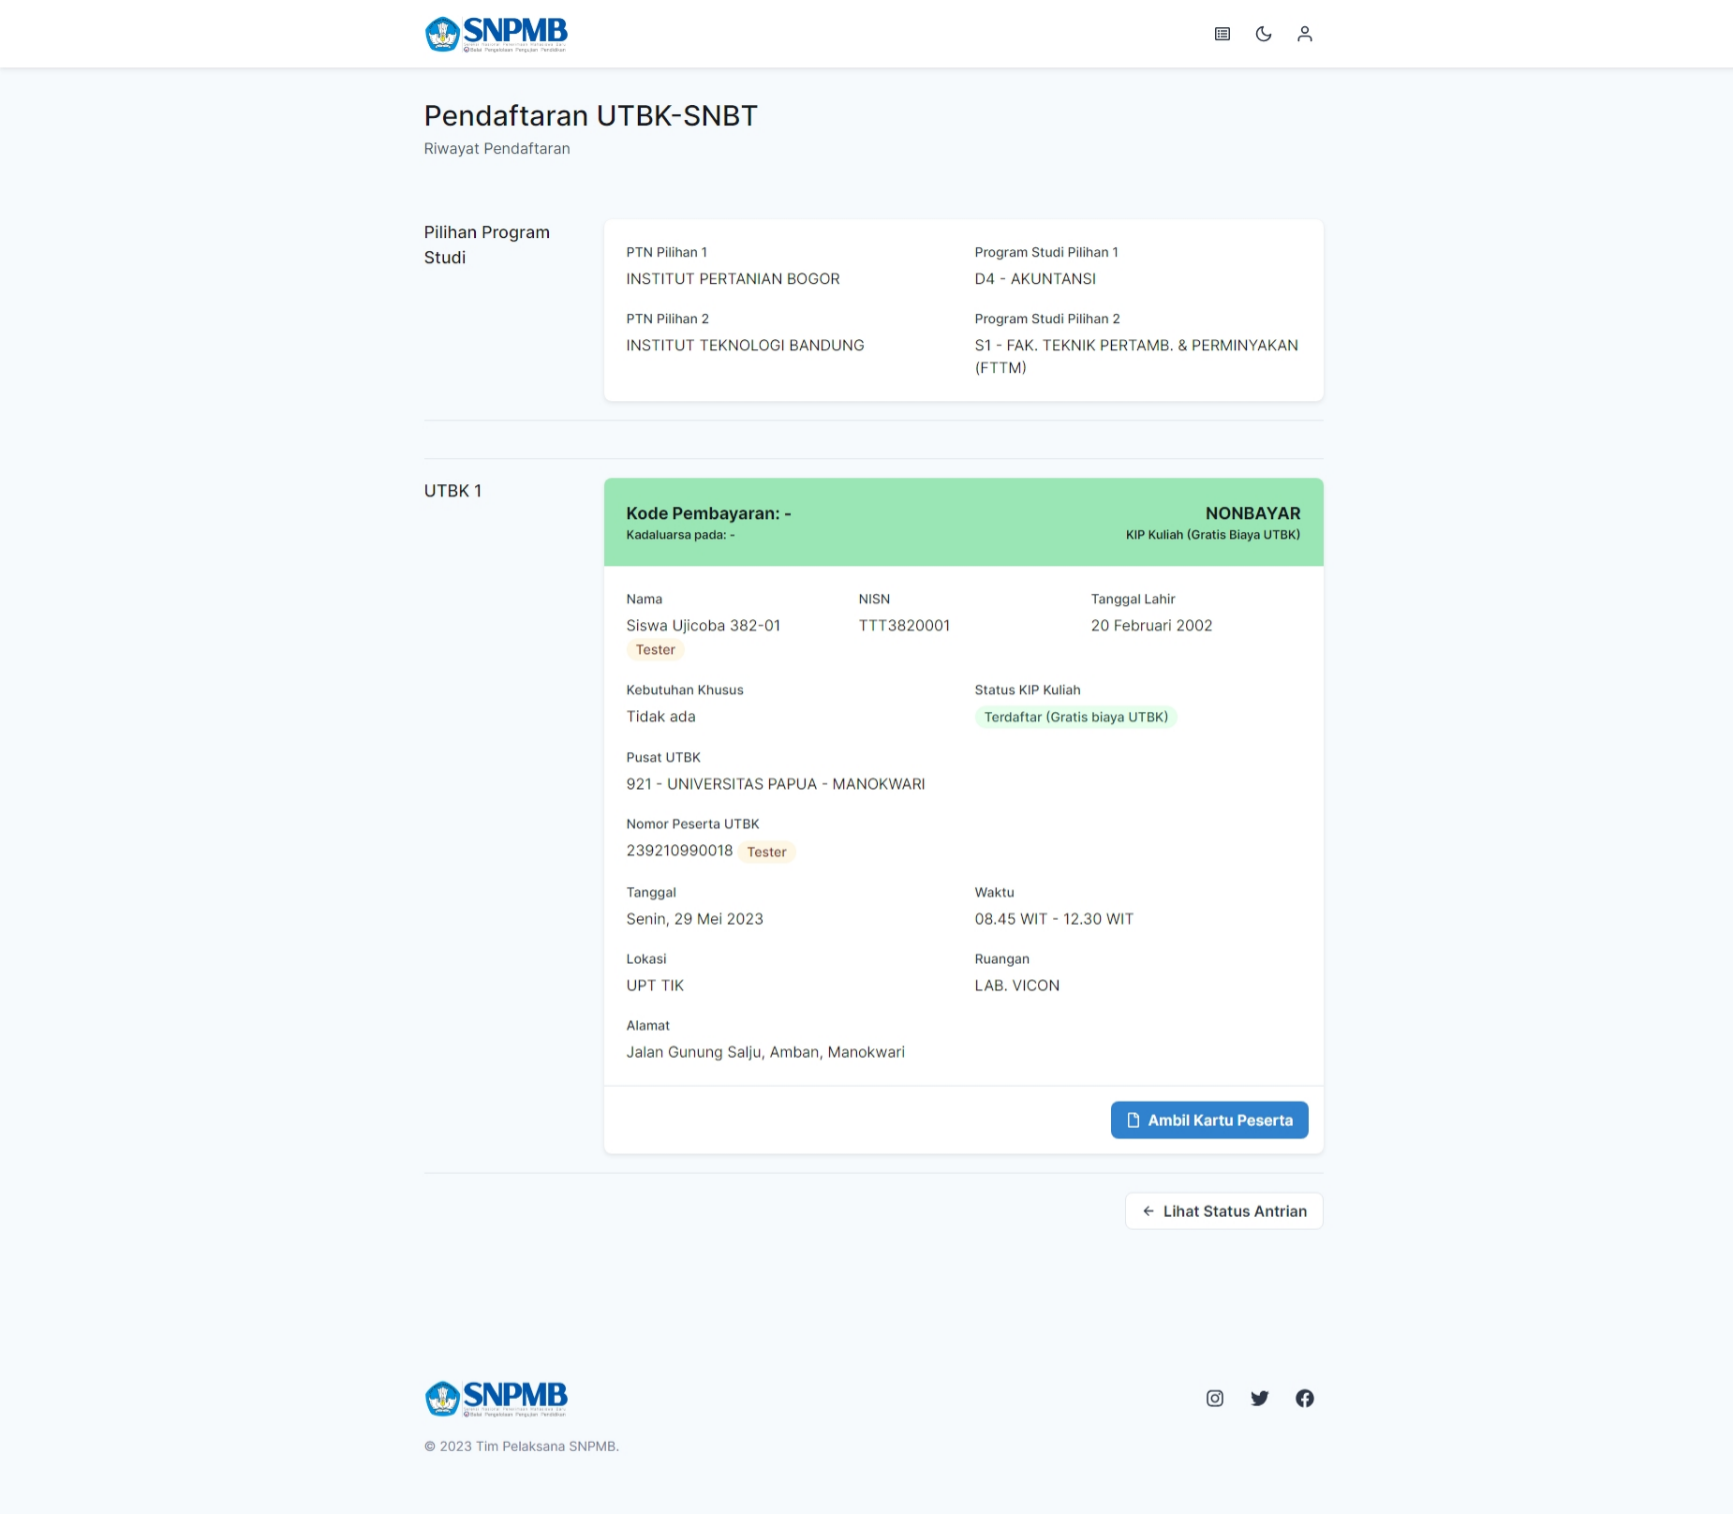 SNPMB
Pendaftaran UTBK-SNBT
Riwayat Pendaftaran
Pilihan Program
Studi
PTN Pilihan 1
INSTITUT PERTANIAN BOGOR
Program Studi Pilihan 1
D4 - AKUNTANSI
PTN Pilihan 2
INSTITUT TEKNOLOGI BANDUNG
Program Studi Pilihan 2
S1 - FAK. TEKNIK PERTAMB. & PERMINYAKAN
(FTTM)
UTBK 1
Kode Pembayaran: -
Kadaluarsa pada: -
NONBAYAR
KIP Kuliah (Gratis Biaya UTBK)
Nama
Siswa Ujicoba 382-01
Tester
NISN
TTT3820001
Tanggal Lahir
20 Februari 2002
Kebutuhan Khusus
Tidak ada
Status KIP Kuliah
Terdaftar (Gratis biaya UTBK)
Pusat UTBK
921 - UNIVERSITAS PAPUA - MANOKWARI
Nomor Peserta UTBK
239210990018 Tester
Tanggal
Senin, 29 Mei 2023
Waktu
08.45 WIT - 12.30 WIT
Lokasi
UPT TIK
Ruangan
LAB. VICON
Alamat
Jalan Gunung Salju, Amban, Manokwari
Ambil Kartu Peserta
Lihat Status Antrian
SNPMB
© 2023 Tim Pelaksana SNPMB.